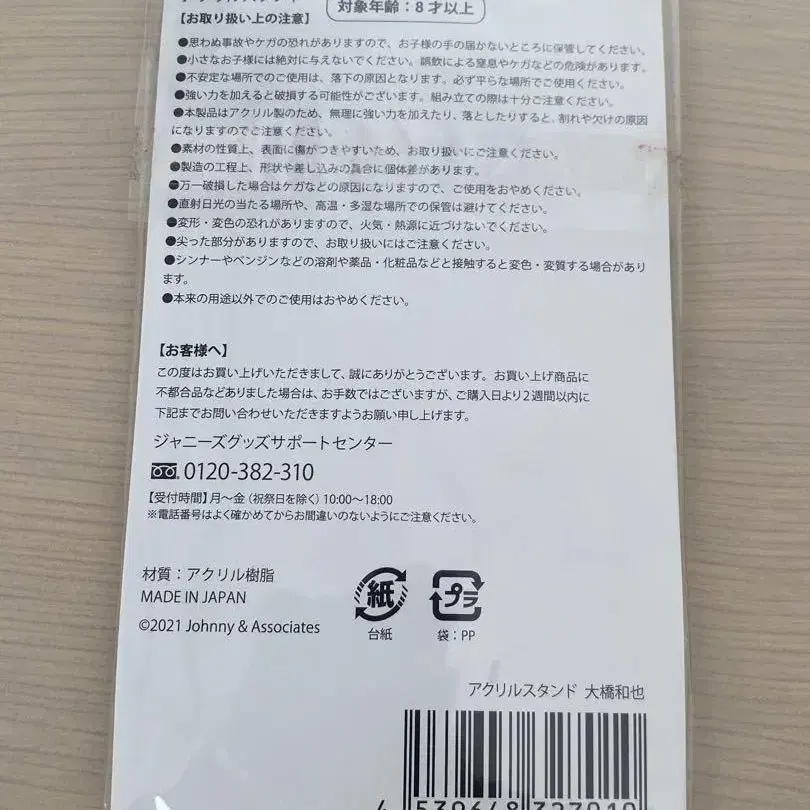 対象年齢：8才以上
【お取り扱い上の注意】
●思わぬ事故やケガの恐れがありますので、お子様の手の届かないところに保管してください。
●小さなお子様には絶対に与えないでください。誤飲による窒息やケガなどの危険があります。
●不安定な場所でのご使用は、落下の原因となります。必ず平らな場所でご使用ください。
●強い力を加えると破損する可能性がございます。組み立ての際は十分ご注意ください。
●本製品はアクリル製のため、無理に強い力を加えたり、落としたりすると、割れや欠けの原因
になりますのでご注意ください。
●素材の性質上、表面に傷がつきやすいため、お取り扱いにご注意ください。
●製造の工程上、形状や差し込みの具合に個体差があります。
●万一破損した場合はケガなどの原因になりますので、ご使用をおやめください。
●直射日光の当たる場所や、高温・多湿な場所での保管は避けてください。
●変形・変色の恐れがありますので、火気・熱源に近づけないでください。
●尖った部分がありますので、お取り扱いにはご注意ください。
●シンナーやベンジンなどの溶剤や薬品・化粧品などと接触すると変色・変質する場合があり
ます。
●本来の用途以外でのご使用はおやめください。
【お客様へ】
この度はお買い上げいただきまして、誠にありがとうございます。お買い上げ商品に
不都合品などありました場合は、お手数ではございますが、ご購入日より2週間以内に
下記までお問い合わせいただきますようお願い申し上げます。
ジャニーズグッズサポートセンター
0120-382-310
【受付時間】月〜金（祝祭日を除く）10:00〜18:00
※電話番号はよく確かめてからお間違いのないようにご注意ください。
材質：アクリル樹脂
MADE IN JAPAN
©2021 Johnny & Associates
紙
台紙
プラ
袋：PP
アクリルスタンド 大橋和也